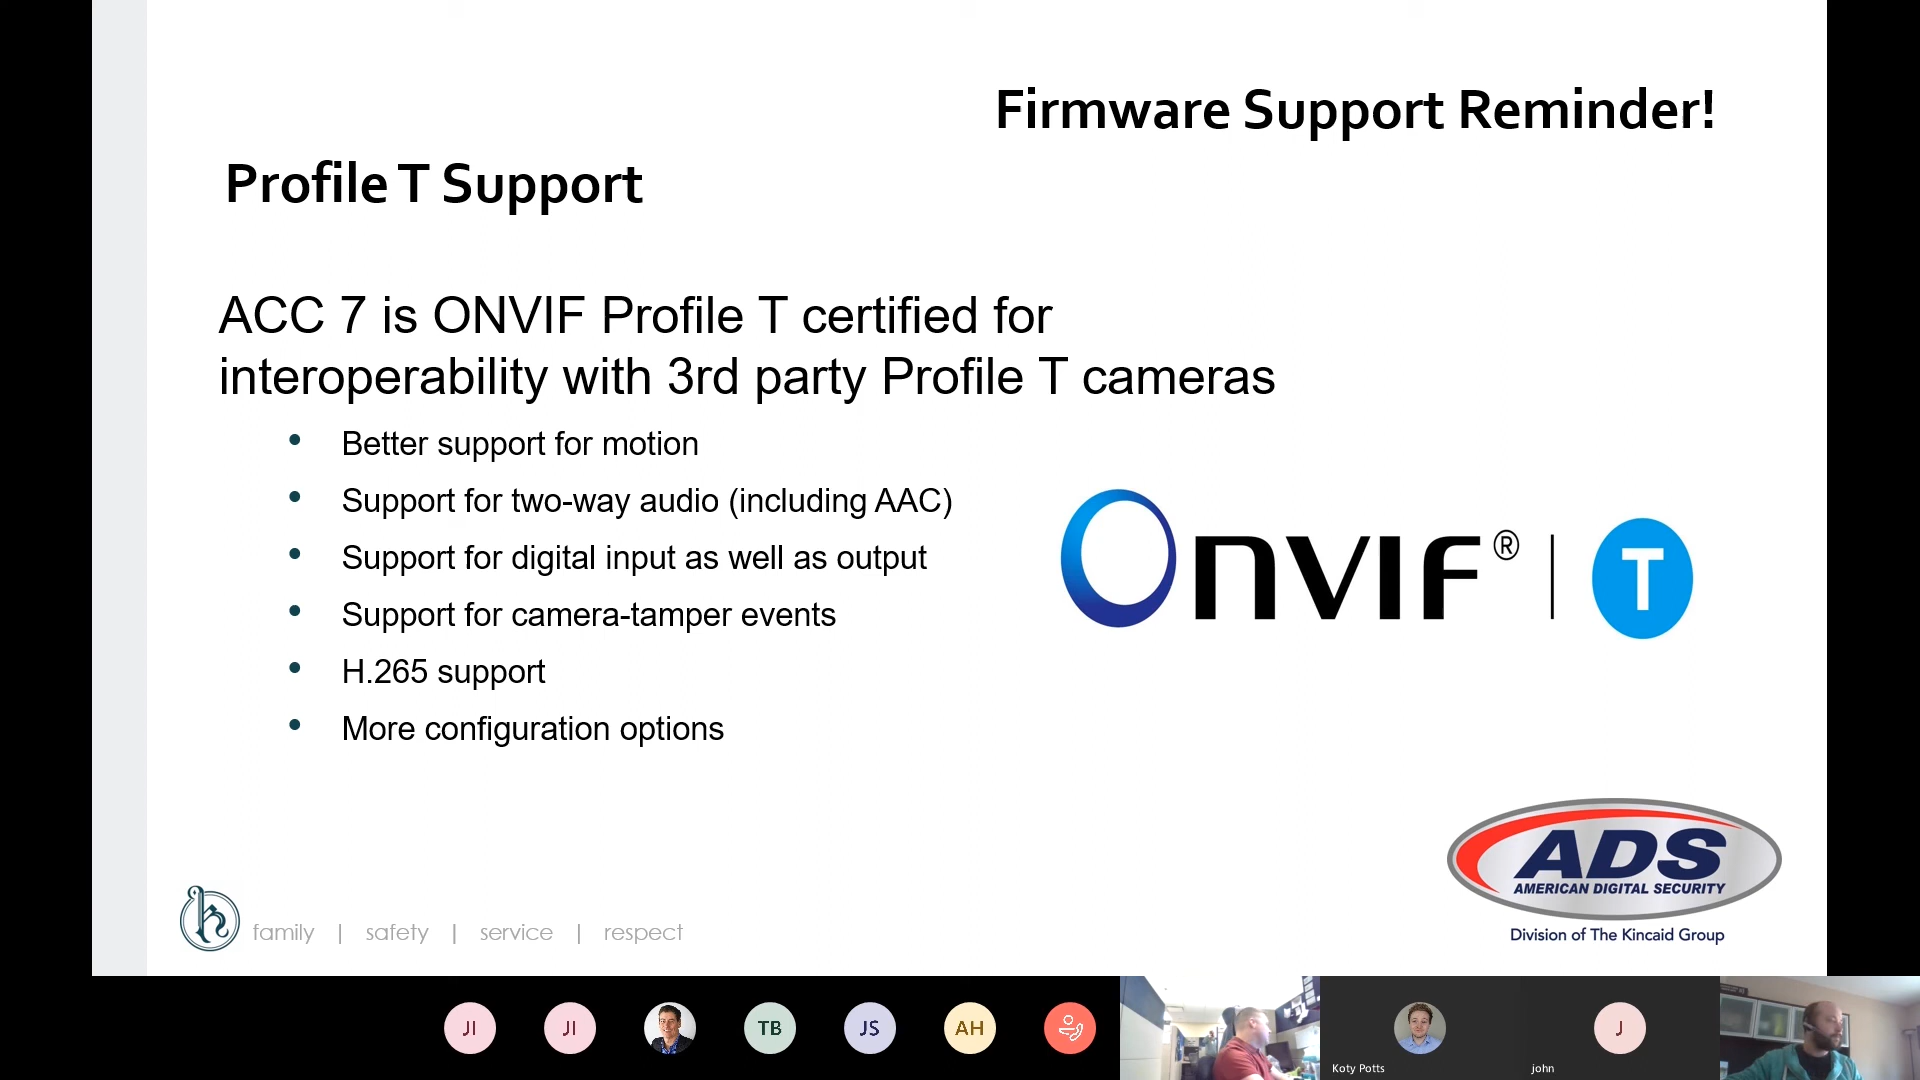 Firmware Support Reminder!
Profile T Support
ACC 7 is ONVIF Profile T certified for
interoperability with 3rd party Profile T cameras
• Better support for motion
• Support for two-way audio (including AAC)
• Support for digital input as well as output
• Support for camera-tamper events
• H.265 support
• More configuration options
ONVIF® | T
ADS
AMERICAN DIGITAL SECURITY
Division of The Kincaid Group
k family | safety | service | respect
JI JI TB JS AH J
Koty Potts john